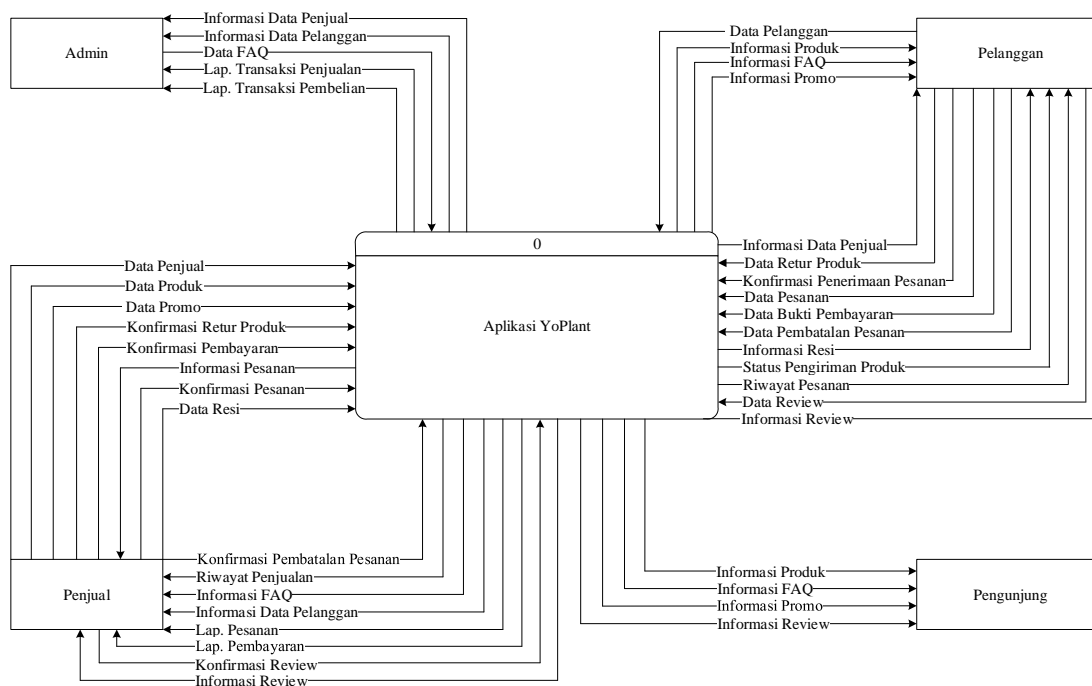 Informasi Data Penjual
Informasi Data Pelanggan
Data FAQ
Lap. Transaksi Penjualan
Lap. Transaksi Pembelian
Admin
Data Pelanggan
Informasi Produk
Informasi FAQ
Informasi Promo
Pelanggan
0
Aplikasi YoPlant
Informasi Data Penjual
Data Retur Produk
Konfirmasi Penerimaan Pesanan
Data Pesanan
Data Bukti Pembayaran
Data Pembatalan Pesanan
Informasi Resi
Status Pengiriman Produk
Riwayat Pesanan
Data Review
Informasi Review
Data Penjual
Data Produk
Data Promo
Konfirmasi Retur Produk
Konfirmasi Pembayaran
Informasi Pesanan
Konfirmasi Pesanan
Data Resi
Penjual
Konfirmasi Pembatalan Pesanan
Riwayat Penjualan
Informasi FAQ
Informasi Data Pelanggan
Lap. Pesanan
Lap. Pembayaran
Konfirmasi Review
Informasi Review
Informasi Produk
Informasi FAQ
Informasi Promo
Informasi Review
Pengunjung